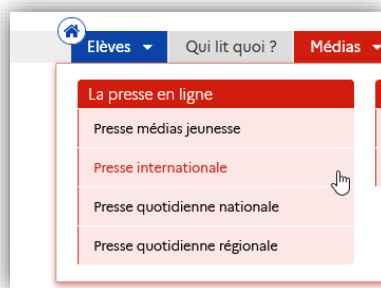 Elèves Qui lit quoi ? Médias
La presse en ligne
Presse médias jeunesse
Presse internationale
Presse quotidienne nationale
Presse quotidienne régionale